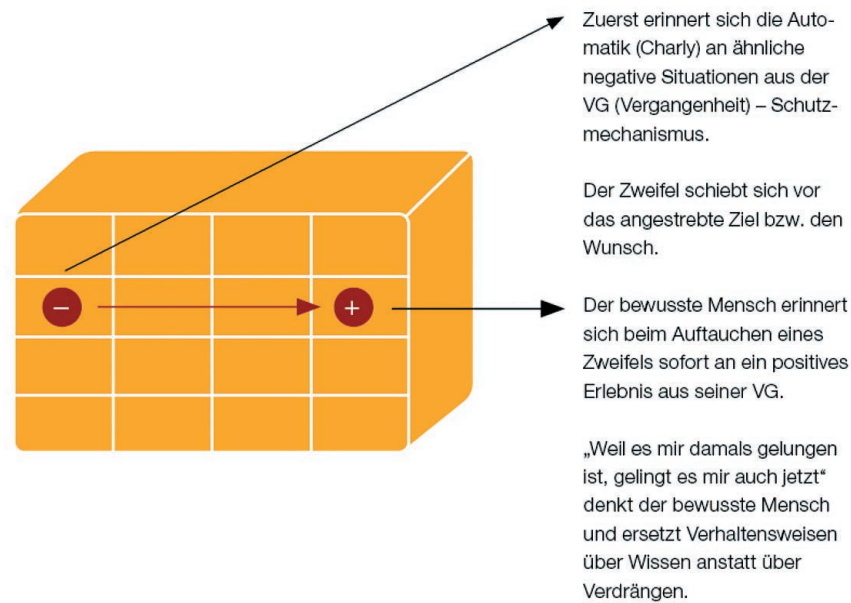 Zuerst erinnert sich die Auto-
matik (Charly) an ähnliche
negative Situationen aus der
VG (Vergangenheit) – Schutz-
mechanismus.
Der Zweifel schiebt sich vor
das angestrebte Ziel bzw. den
Wunsch.
–
+
Der bewusste Mensch erinnert
sich beim Auftauchen eines
Zweifels sofort an ein positives
Erlebnis aus seiner VG.
„Weil es mir damals gelungen
ist, gelingt es mir auch jetzt“
denkt der bewusste Mensch
und ersetzt Verhaltensweisen
über Wissen anstatt über
Verdrängen.